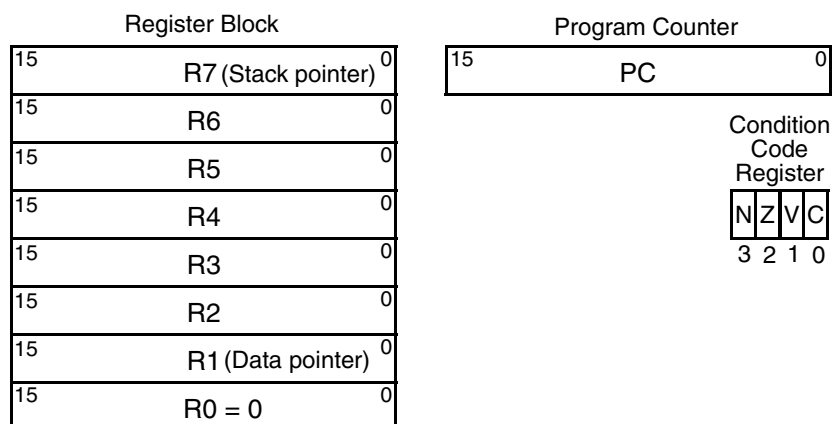 Register Block
15 R7 (Stack pointer) 0
15 R6 0
15 R5 0
15 R4 0
15 R3 0
15 R2 0
15 R1 (Data pointer) 0
15 R0 = 0 0
Program Counter
15 PC 0
Condition
Code
Register
N Z V C
3 2 1 0